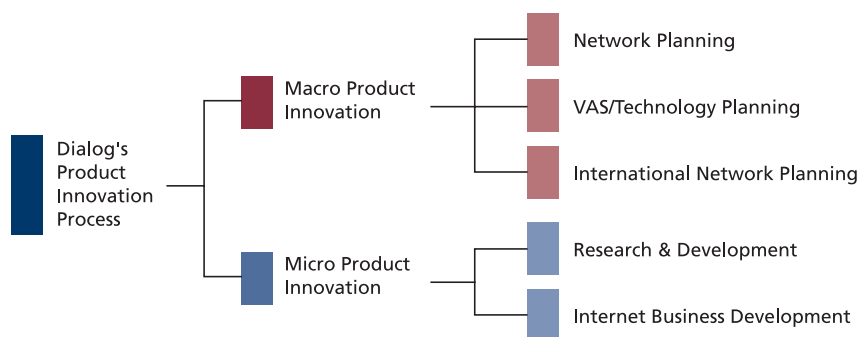 Dialog's
Product
Innovation
Process
Macro Product
Innovation
Network Planning
VAS/Technology Planning
International Network Planning
Micro Product
Innovation
Research & Development
Internet Business Development